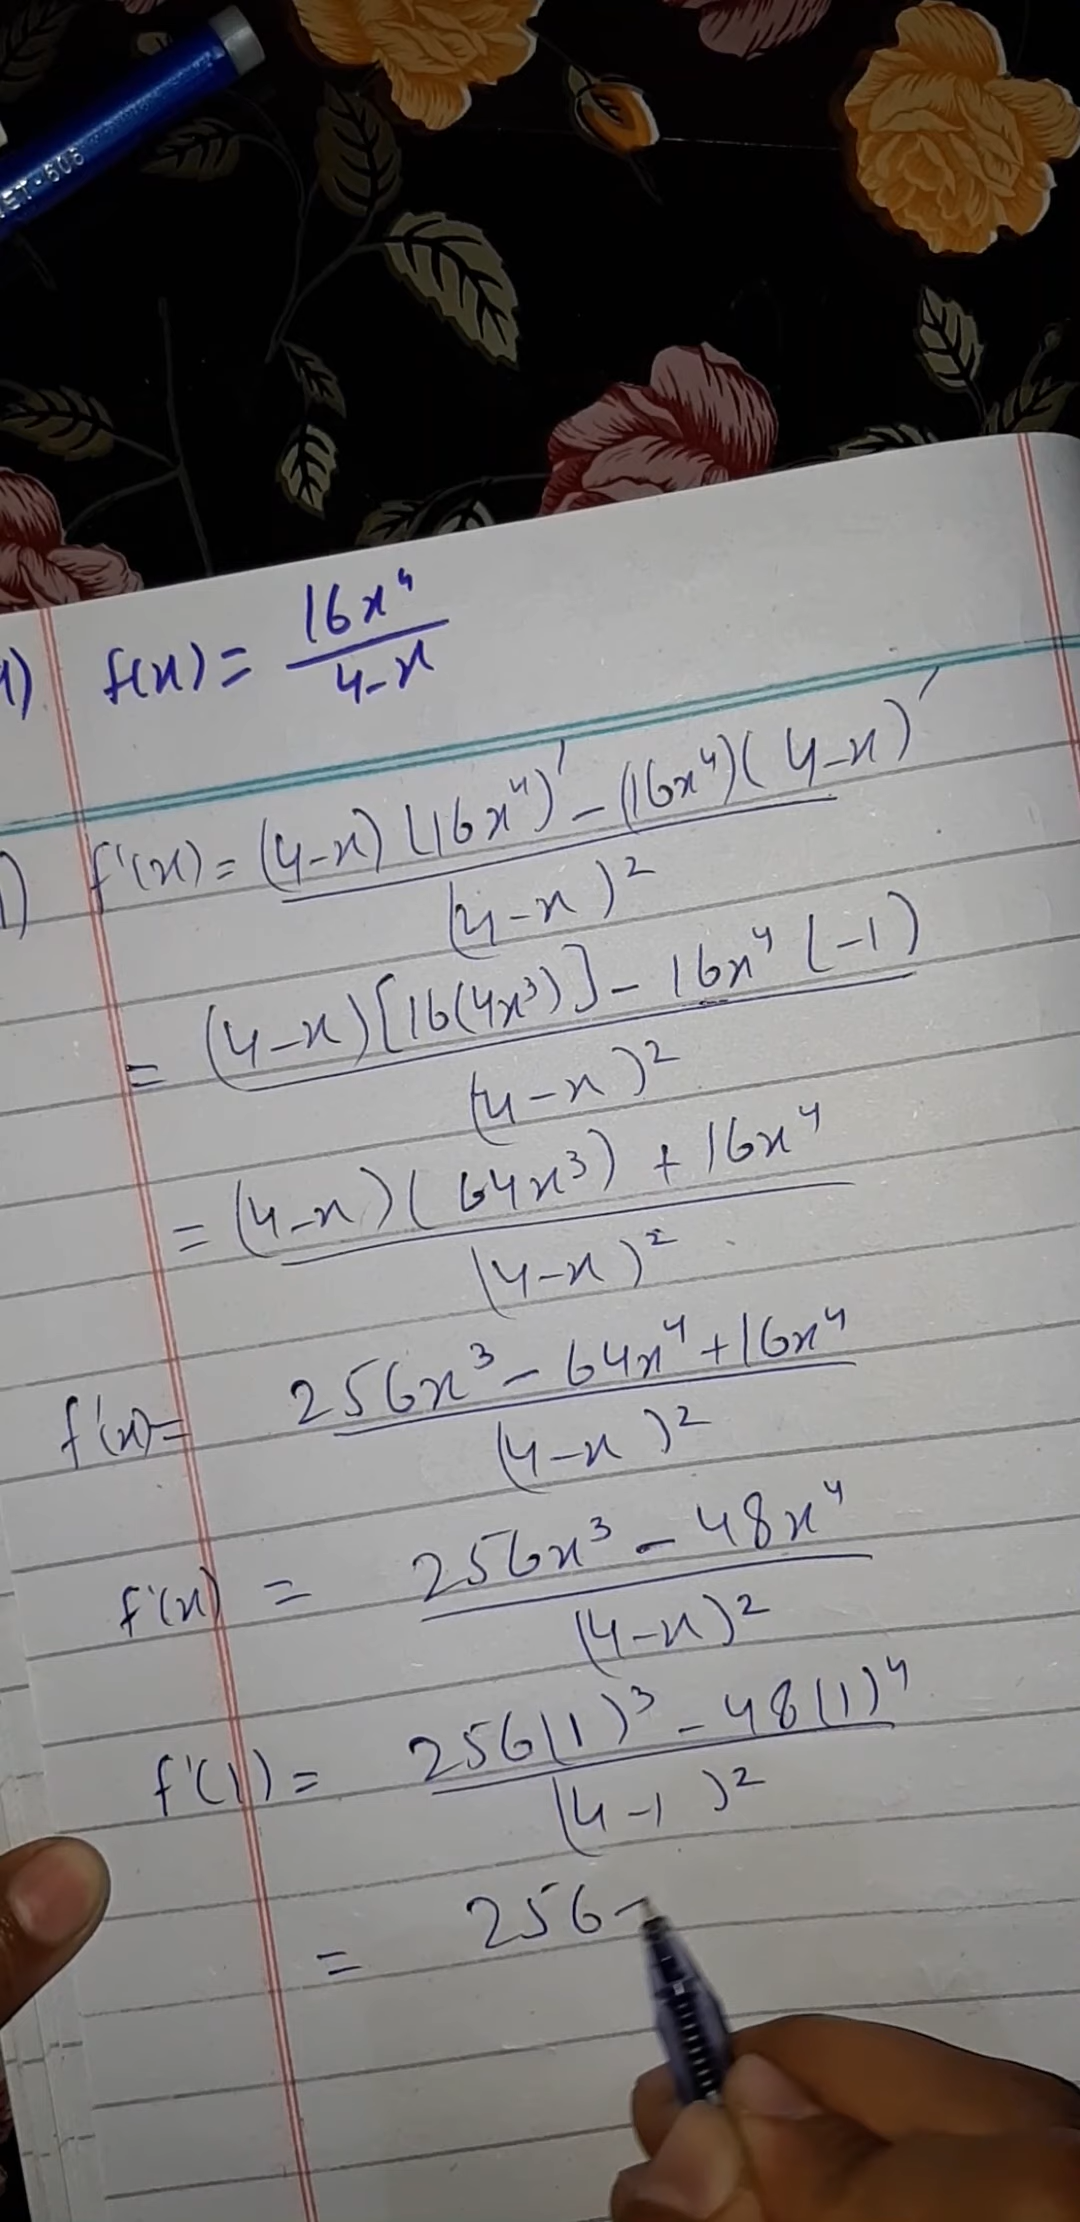 ET-606
f(x) = 16x⁴ / 4-x
f'(x) = (4-x)(16x⁴)' - (16x⁴)(4-x)' / (4-x)²
= (4-x)[16(4x³)] - 16x⁴(-1) / (4-x)²
= (4-x)(64x³) + 16x⁴ / (4-x)²
f'(x) = 256x³ - 64x⁴ + 16x⁴ / (4-x)²
f'(x) = 256x³ - 48x⁴ / (4-x)²
f'(1) = 256(1)³ - 48(1)⁴ / (4-1)²
= 256 -